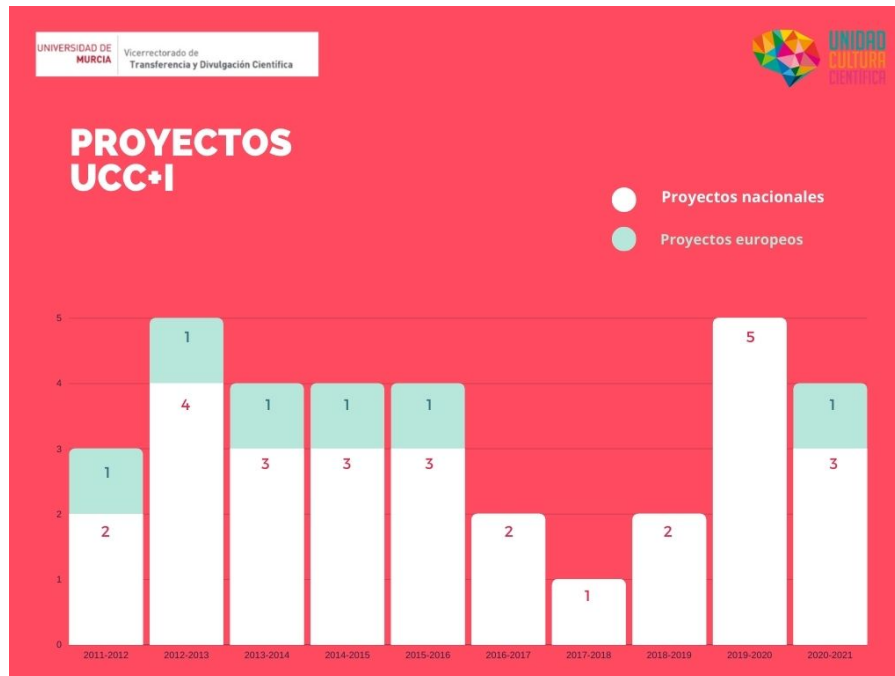 UNIVERSIDAD DE
MURCIA
Vicerrectorado de
Transferencia y Divulgación Científica
UNIDAD
CULTURA
CIENTÍFICA
PROYECTOS
UCC+I
Proyectos nacionales
Proyectos europeos
5
4
3
2
1
0
1
2
1
4
1
3
1
3
1
3
2
1
2
5
1
3
2011-2012
2012-2013
2013-2014
2014-2015
2015-2016
2016-2017
2017-2018
2018-2019
2019-2020
2020-2021